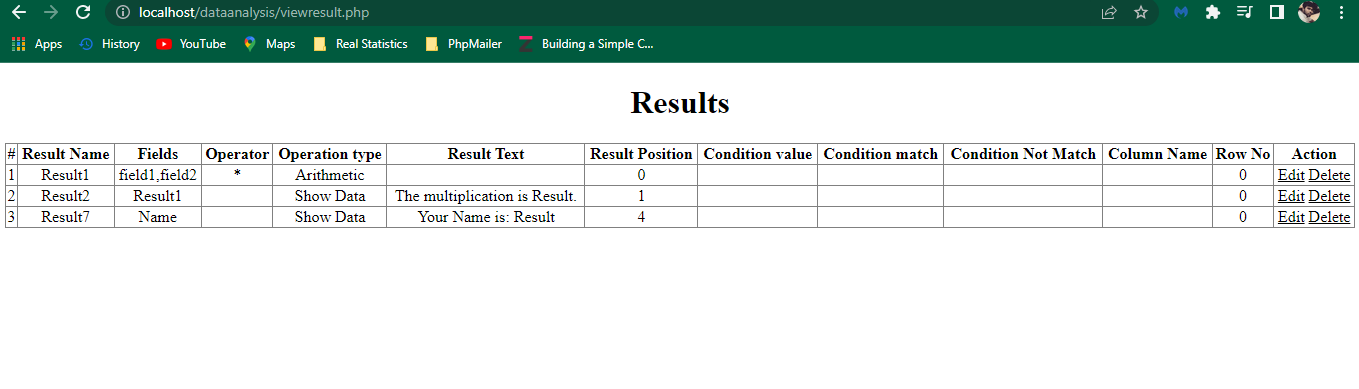 localhost/dataanalysis/viewresult.php
Apps History YouTube Maps Real Statistics PhpMailer Building a Simple C...
Results
# Result Name Fields Operator Operation type Result Text Result Position Condition value Condition match Condition Not Match Column Name Row No Action
1 Result1 field1,field2 * Arithmetic 0 0 Edit Delete
2 Result2 Result1 Show Data The multiplication is Result. 1 0 Edit Delete
3 Result7 Name Show Data Your Name is: Result 4 0 Edit Delete